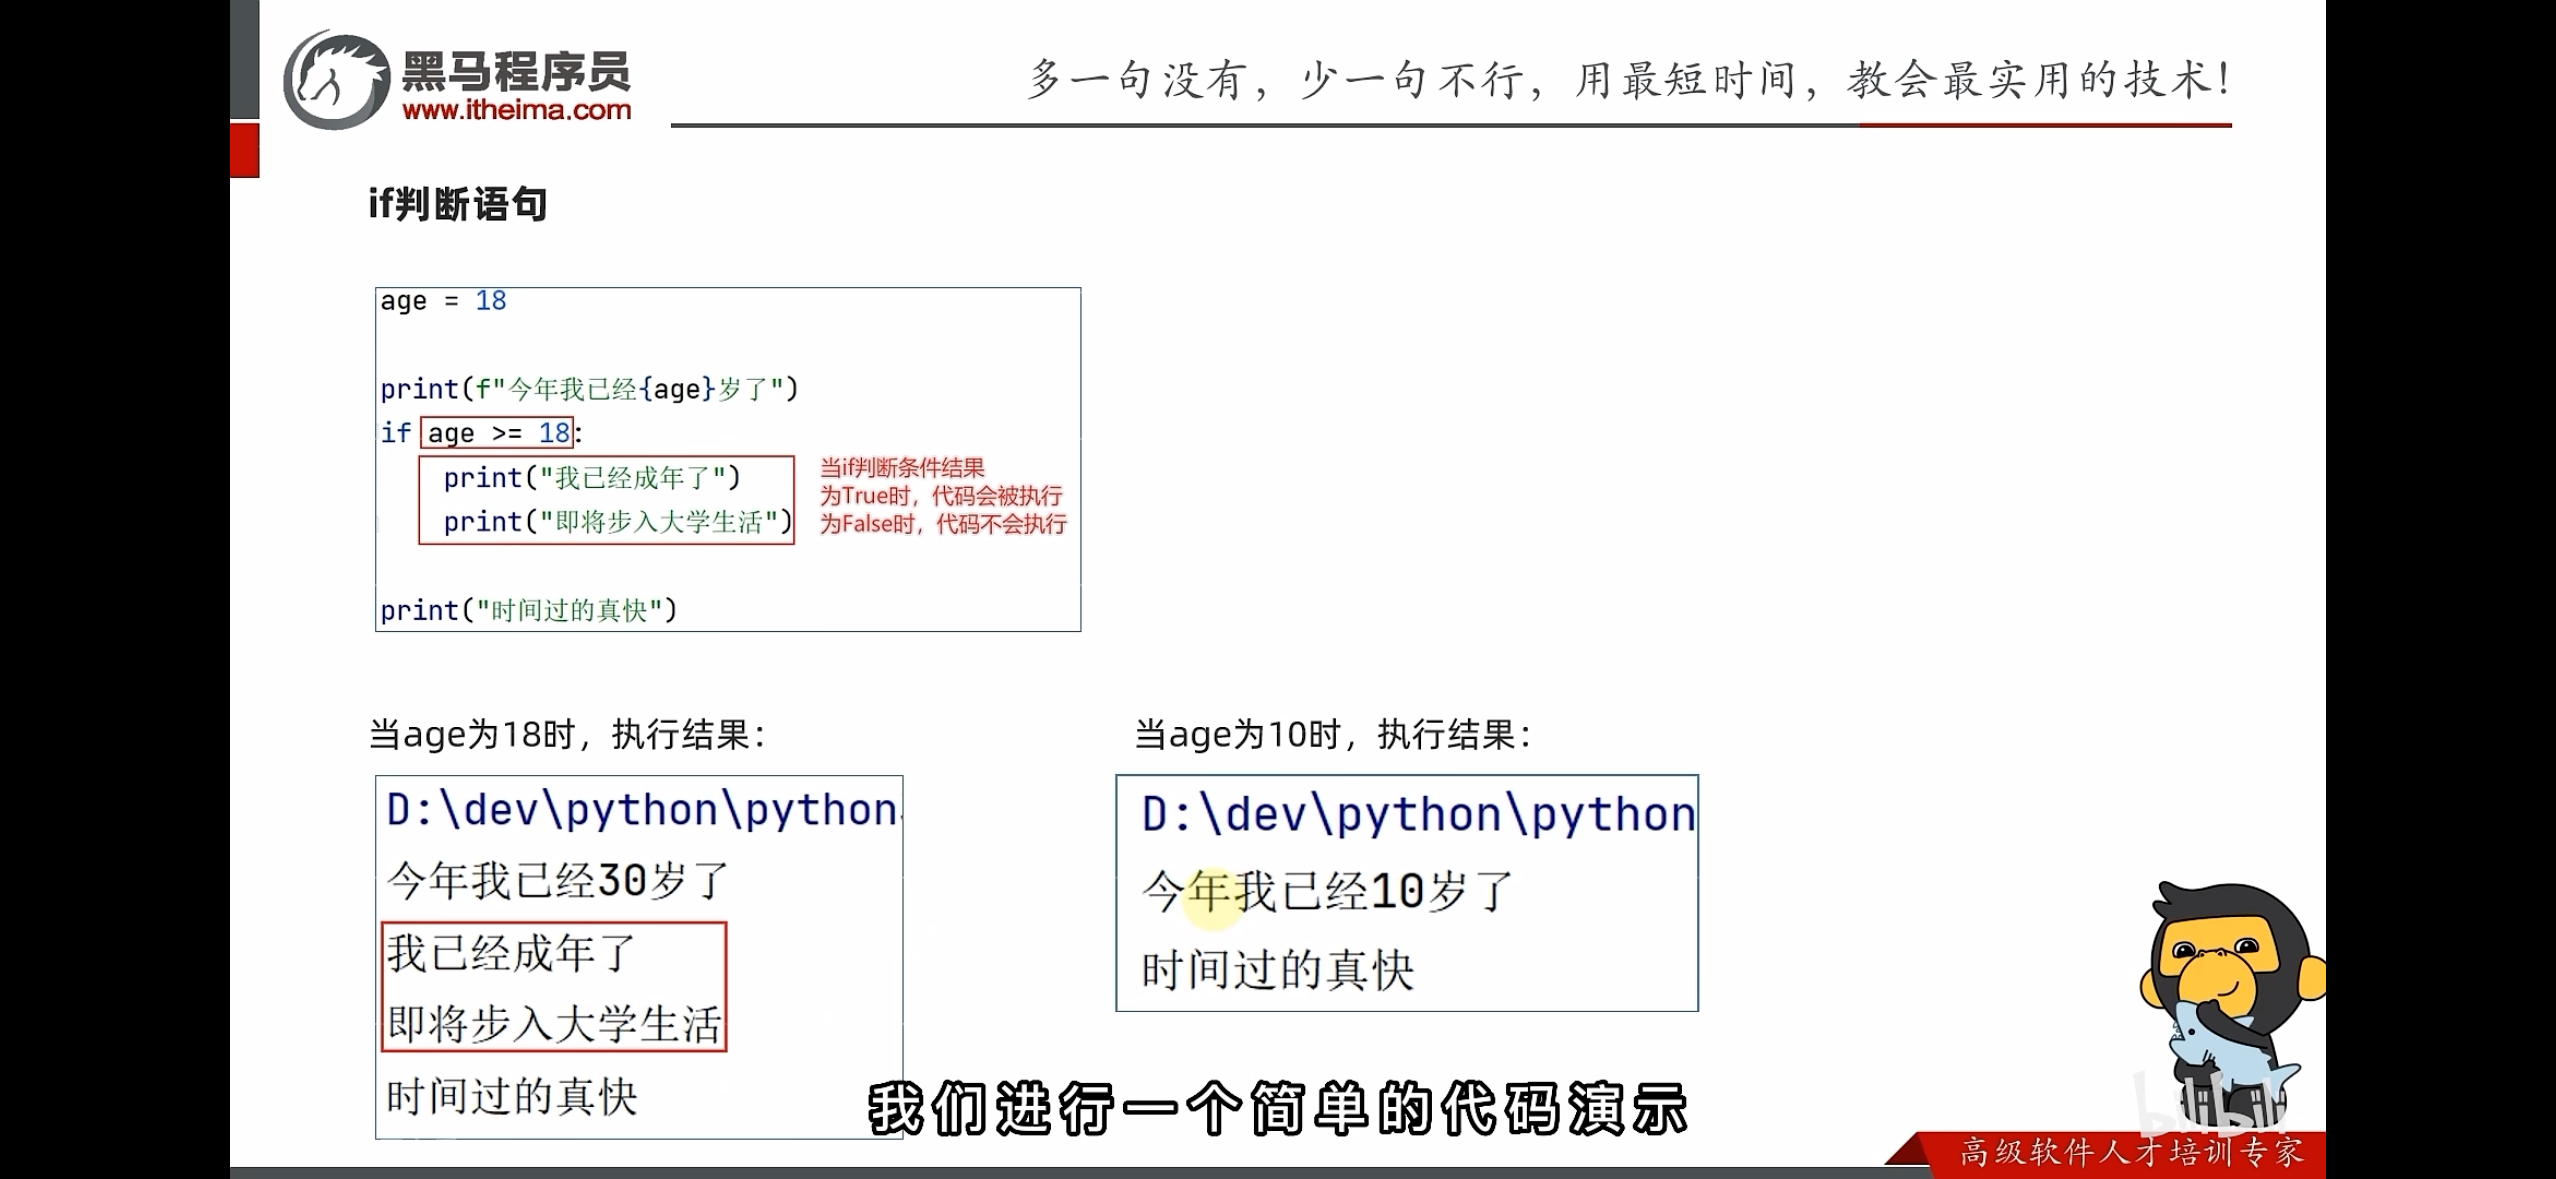 黑马程序员
www.itheima.com
多一句没有，少一句不行，用最短时间，教会最实用的技术！
if判断语句
age = 18
print(f"今年我已经{age}岁了")
if age >= 18:
    print("我已经成年了")
    print("即将步入大学生活")
当if判断条件结果
为True时，代码会被执行
为False时，代码不会执行
print("时间过的真快")
当age为18时，执行结果：
D:\dev\python\python
今年我已经30岁了
我已经成年了
即将步入大学生活
时间过的真快
当age为10时，执行结果：
D:\dev\python\python
今年我已经10岁了
时间过的真快
我们进行一个简单的代码演示
bilibili
高级软件人才培训专家